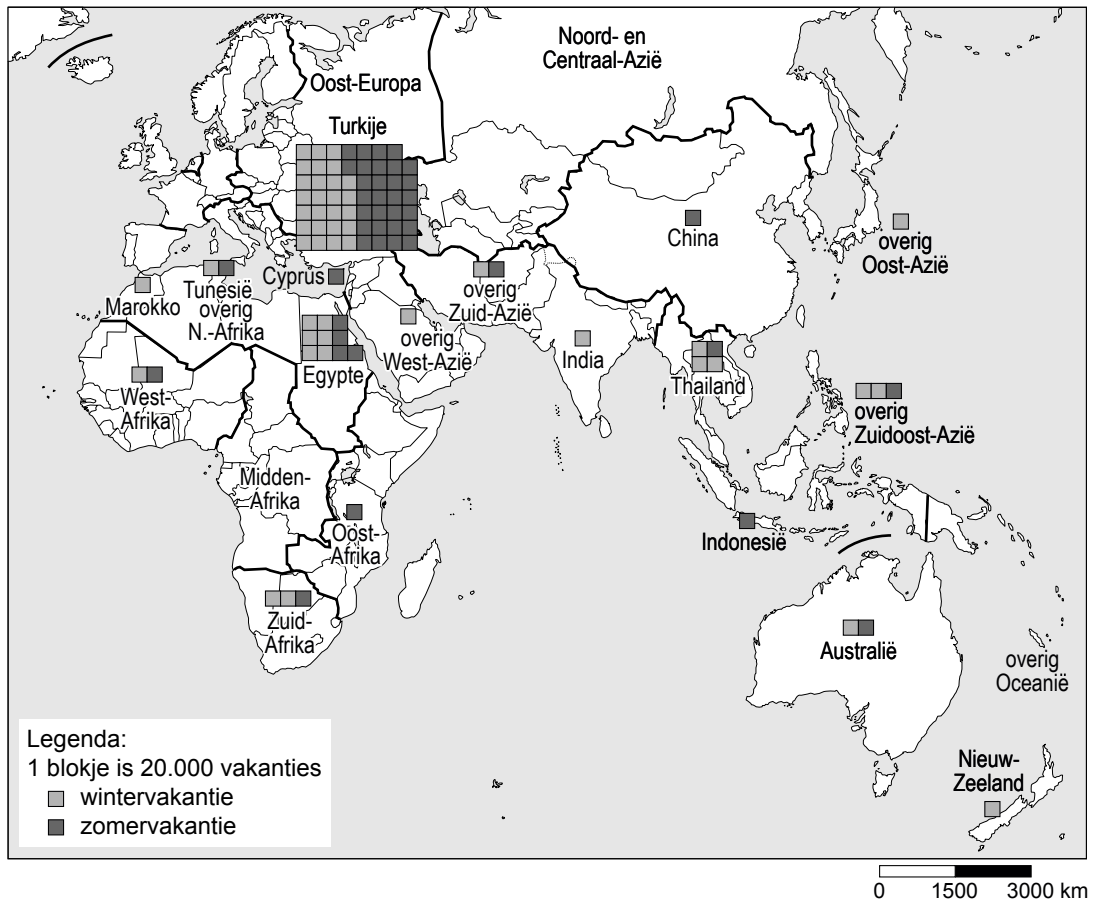 Noord- en
Centraal-Azië
Oost-Europa
Turkije
China
overig
Oost-Azië
Cyprus
Marokko
Tunesië
overig
N.-Afrika
overig
Zuid-Azië
overig
West-Azië
India
Thailand
Egypte
West-
Afrika
overig
Zuidoost-Azië
Midden-
Afrika
Oost-
Afrika
Indonesië
Zuid-
Afrika
Australië
overig
Oceanië
Nieuw-
Zeeland
Legenda:
1 blokje is 20.000 vakanties
wintervakantie
zomervakantie
0 1500 3000 km